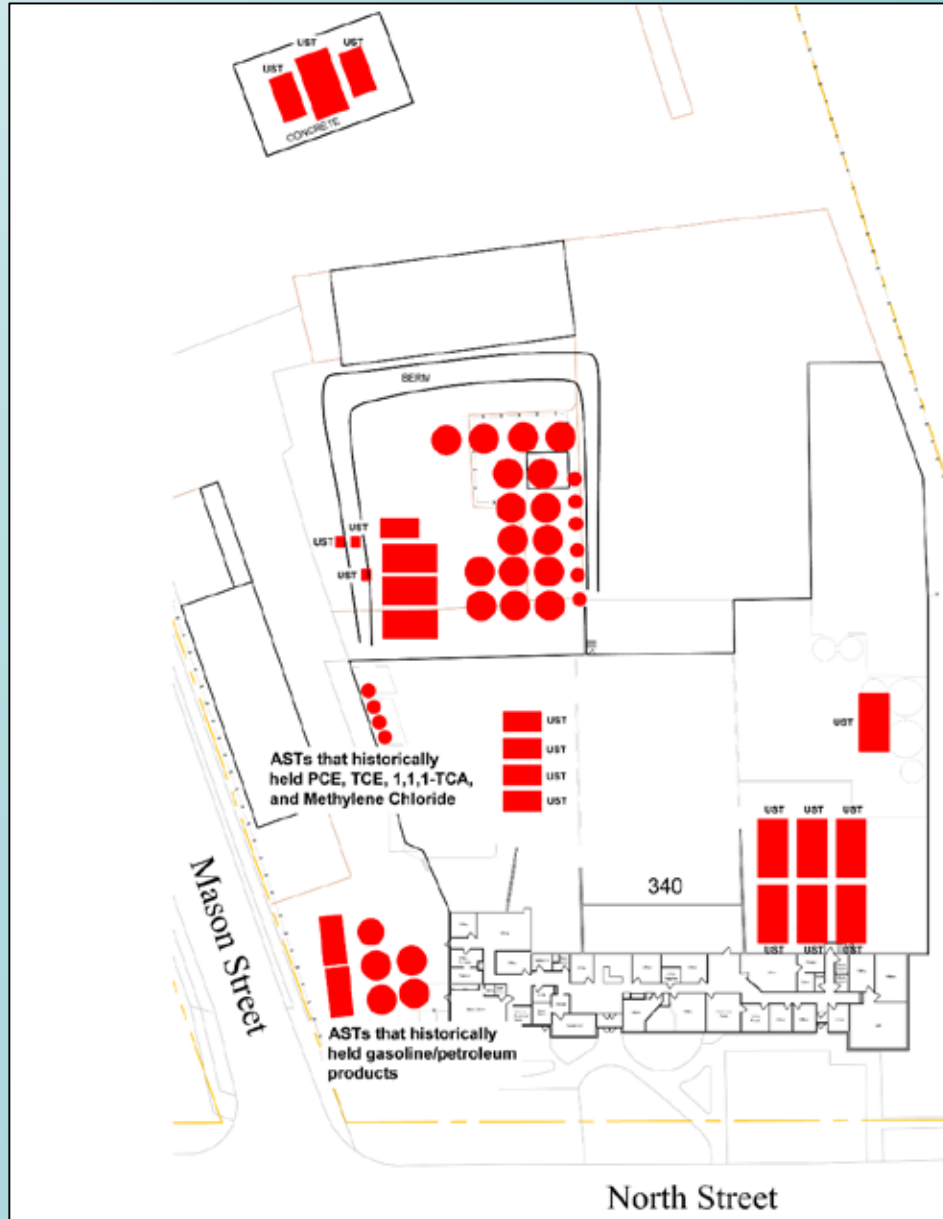 UST
UST
UST
CONCRETE
BERM
UST
UST
UST
UST
UST
UST
UST
UST
ASTs that historically
held PCE, TCE, 1,1,1-TCA,
and Methylene Chloride
UST UST UST
340
Mason Street
UST UST UST
ASTs that historically
held gasoline/petroleum
products
North Street